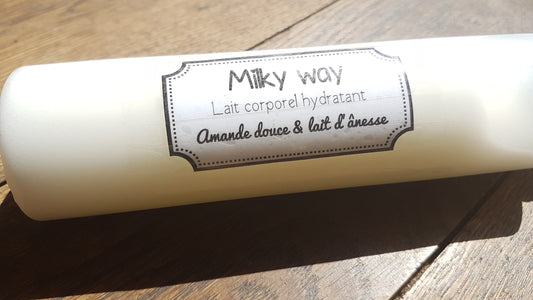 Milky way
Lait corporel hydratant
Amande douce & lait d'ânesse